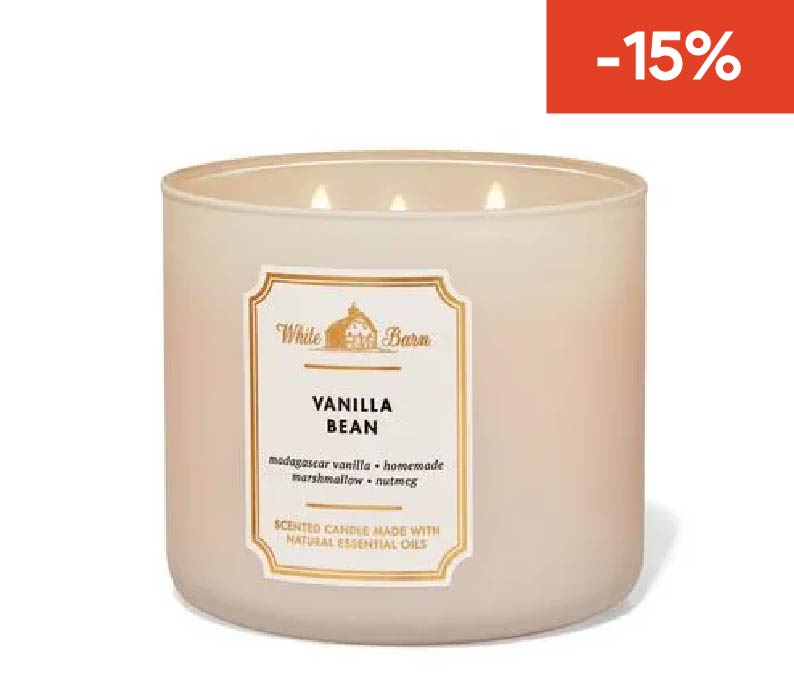 -15%
White Barn
VANILLA
BEAN
madagascar vanilla • homemade
marshmallow • nutmeg
SCENTED CANDLE MADE WITH
NATURAL ESSENTIAL OILS